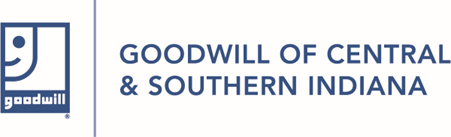 goodwill
®
GOODWILL OF CENTRAL
& SOUTHERN INDIANA